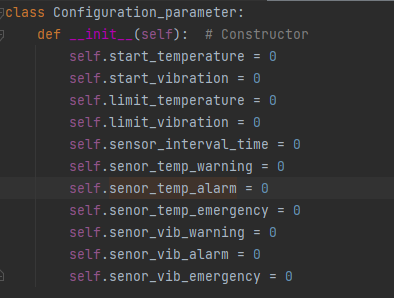 class Configuration_parameter:
    def __init__(self):  # Constructor
        self.start_temperature = 0
        self.start_vibration = 0
        self.limit_temperature = 0
        self.limit_vibration = 0
        self.sensor_interval_time = 0
        self.senor_temp_warning = 0
        self.senor_temp_alarm = 0
        self.senor_temp_emergency = 0
        self.senor_vib_warning = 0
        self.senor_vib_alarm = 0
        self.senor_vib_emergency = 0